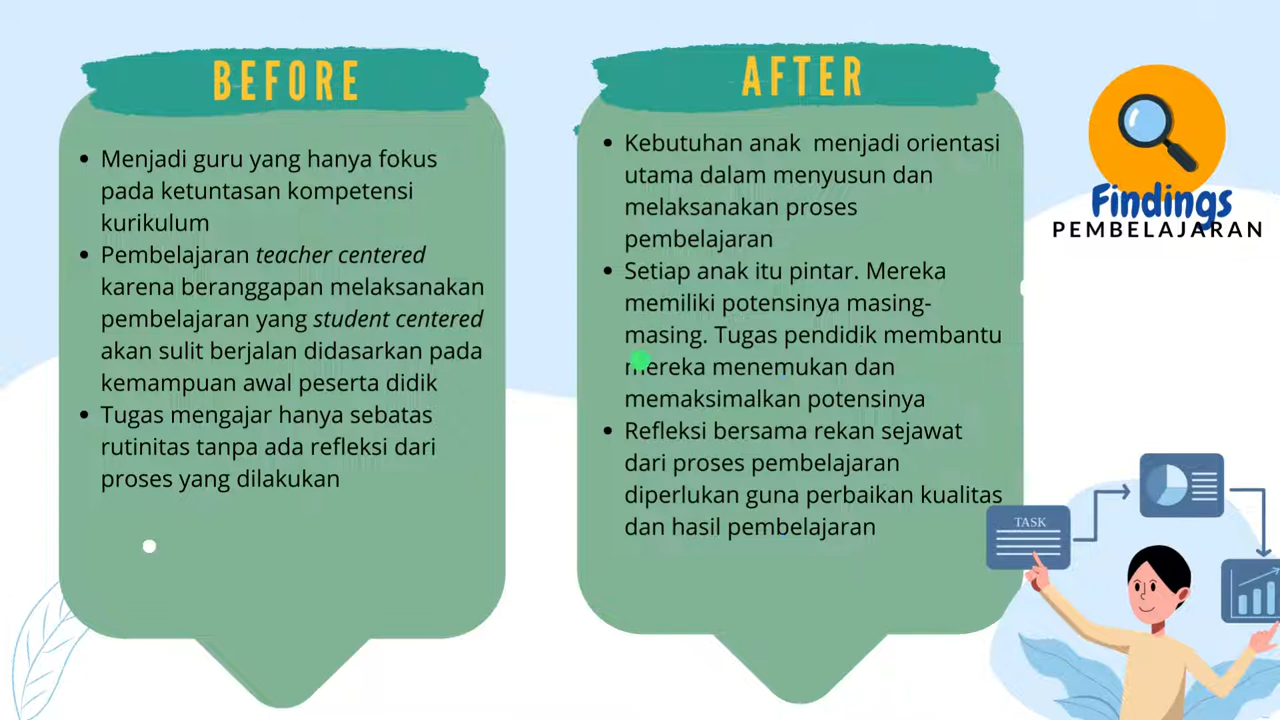 BEFORE
Menjadi guru yang hanya fokus
pada ketuntasan kompetensi
kurikulum
Pembelajaran teacher centered
karena beranggapan melaksanakan
pembelajaran yang student centered
akan sulit berjalan didasarkan pada
kemampuan awal peserta didik
Tugas mengajar hanya sebatas
rutinitas tanpa ada refleksi dari
proses yang dilakukan
AFTER
Kebutuhan anak menjadi orientasi
utama dalam menyusun dan
melaksanakan proses
pembelajaran
Setiap anak itu pintar. Mereka
memiliki potensinya masing-
masing. Tugas pendidik membantu
mereka menemukan dan
memaksimalkan potensinya
Refleksi bersama rekan sejawat
dari proses pembelajaran
diperlukan guna perbaikan kualitas
dan hasil pembelajaran
Findings
PEMBELAJARAN
TASK